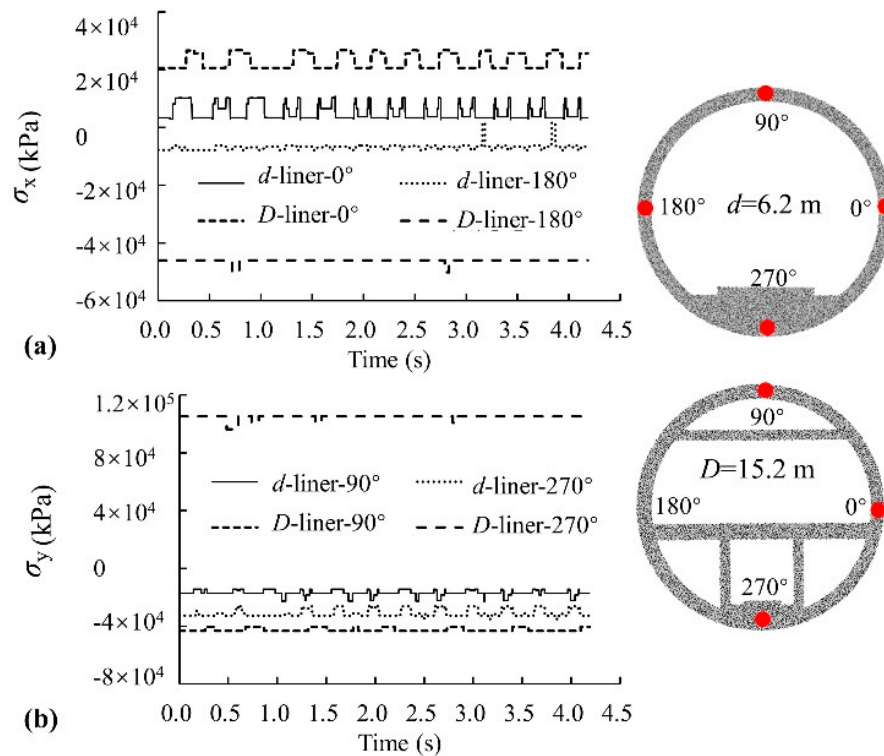 4×10⁴
2×10⁴
0
-2×10⁴
-4×10⁴
-6×10⁴
σx (kPa)
d-liner-0° d-liner-180°
D-liner-0° D-liner-180°
0.0 0.5 1.0 1.5 2.0 2.5 3.0 3.5 4.0 4.5
Time (s)
(a)
90°
180° d=6.2 m 0°
270°
1.2×10⁵
8×10⁴
4×10⁴
0
-4×10⁴
-8×10⁴
σy (kPa)
d-liner-90° d-liner-270°
D-liner-90° D-liner-270°
0.0 0.5 1.0 1.5 2.0 2.5 3.0 3.5 4.0 4.5
Time (s)
(b)
90°
D=15.2 m
180° 0°
270°